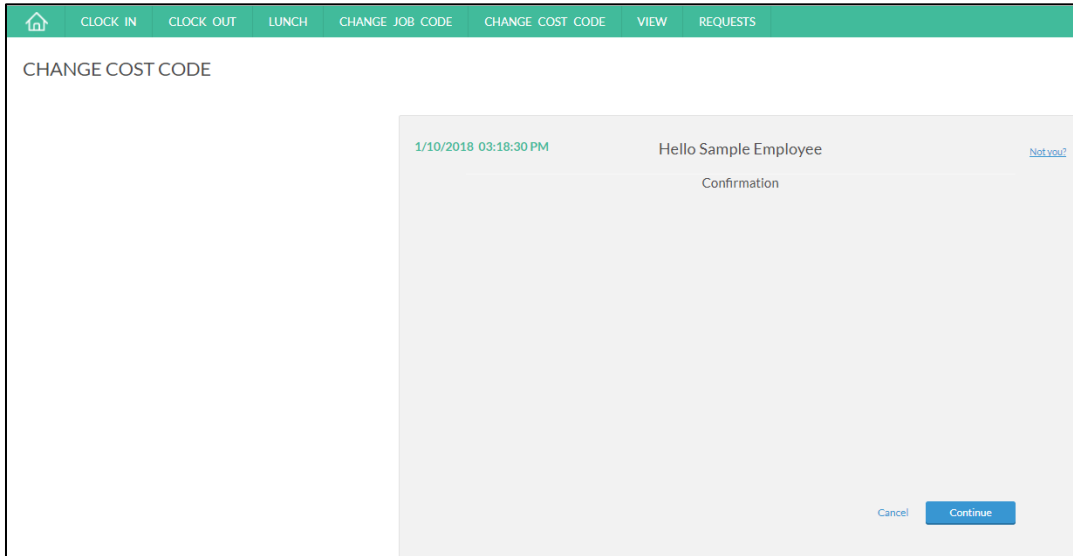 CLOCK IN CLOCK OUT LUNCH CHANGE JOB CODE CHANGE COST CODE VIEW REQUESTS
CHANGE COST CODE
1/10/2018 03:18:30 PM Hello Sample Employee Not you?
Confirmation
Cancel Continue